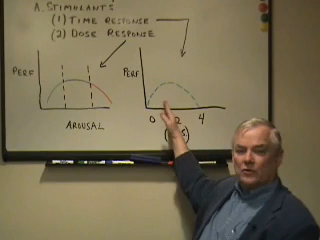 A. STIMULANTS
(1) TIME RESPONSE
(2) DOSE RESPONSE
PERF
AROUSAL
PERF
0 2 4